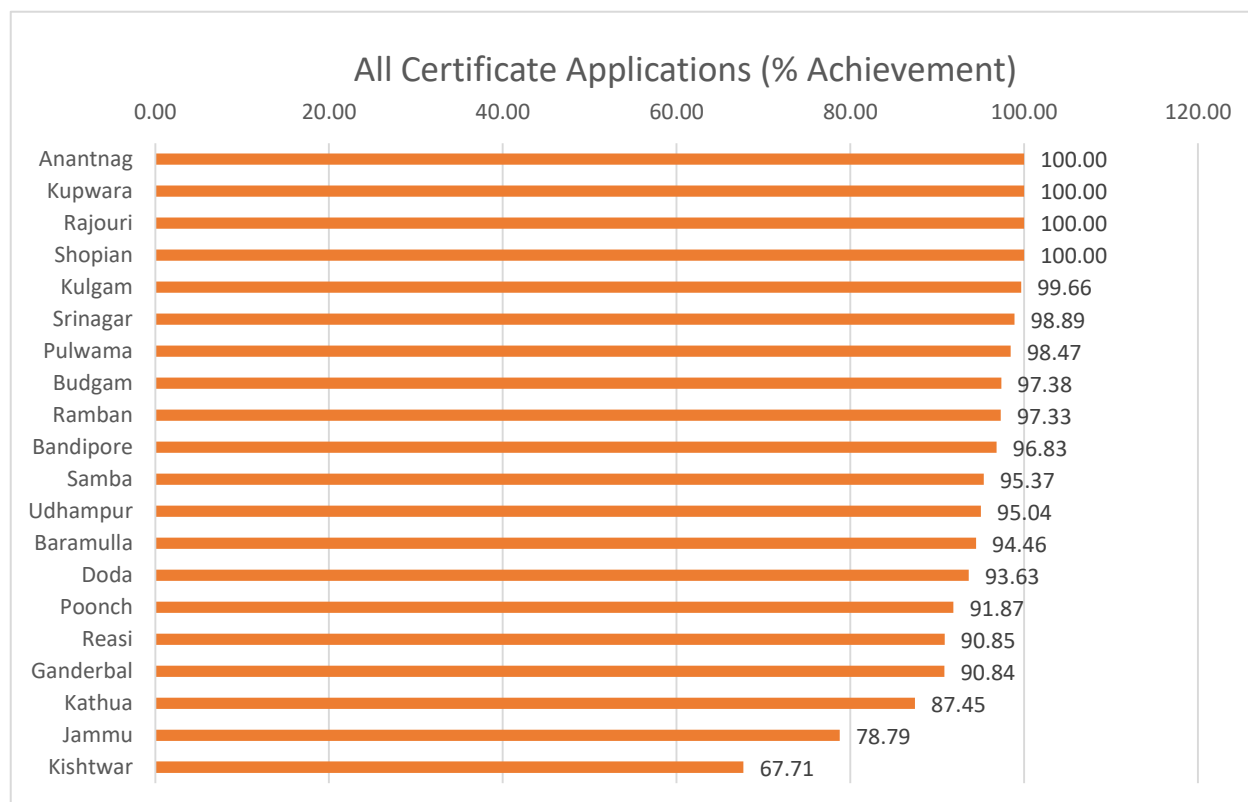 All Certificate Applications (% Achievement)
0.00 20.00 40.00 60.00 80.00 100.00 120.00
Anantnag 100.00
Kupwara 100.00
Rajouri 100.00
Shopian 100.00
Kulgam 99.66
Srinagar 98.89
Pulwama 98.47
Budgam 97.38
Ramban 97.33
Bandipore 96.83
Samba 95.37
Udhampur 95.04
Baramulla 94.46
Doda 93.63
Poonch 91.87
Reasi 90.85
Ganderbal 90.84
Kathua 87.45
Jammu 78.79
Kishtwar 67.71